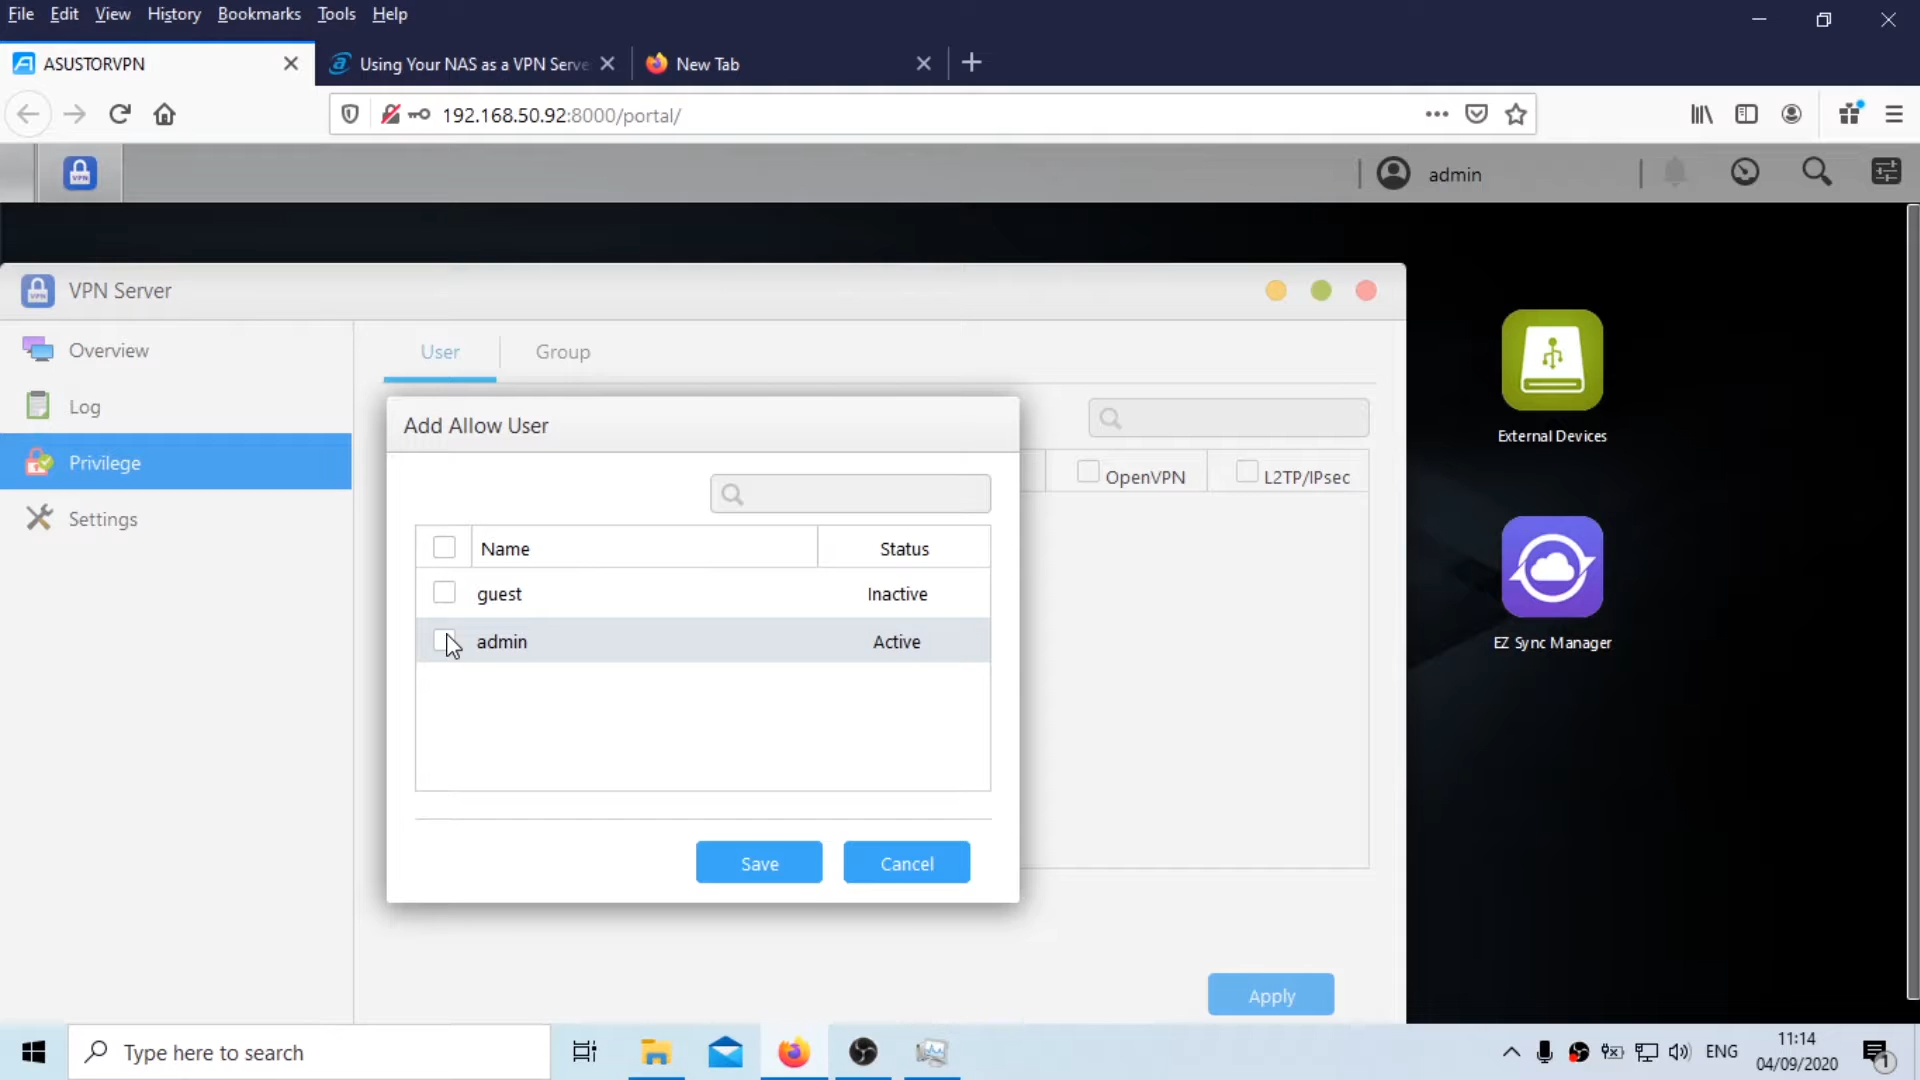 File Edit View History Bookmarks Tools Help
ASUSTORVPN
Using Your NAS as a VPN Serve
New Tab
192.168.50.92:8000/portal/
VPN
admin
VPN
VPN Server
Overview
Log
Privilege
Settings
User
Group
OpenVPN
L2TP/IPsec
Add Allow User
Name Status
guest Inactive
admin Active
Save
Cancel
Apply
External Devices
EZ Sync Manager
Type here to search
ENG
11:14
04/09/2020
1